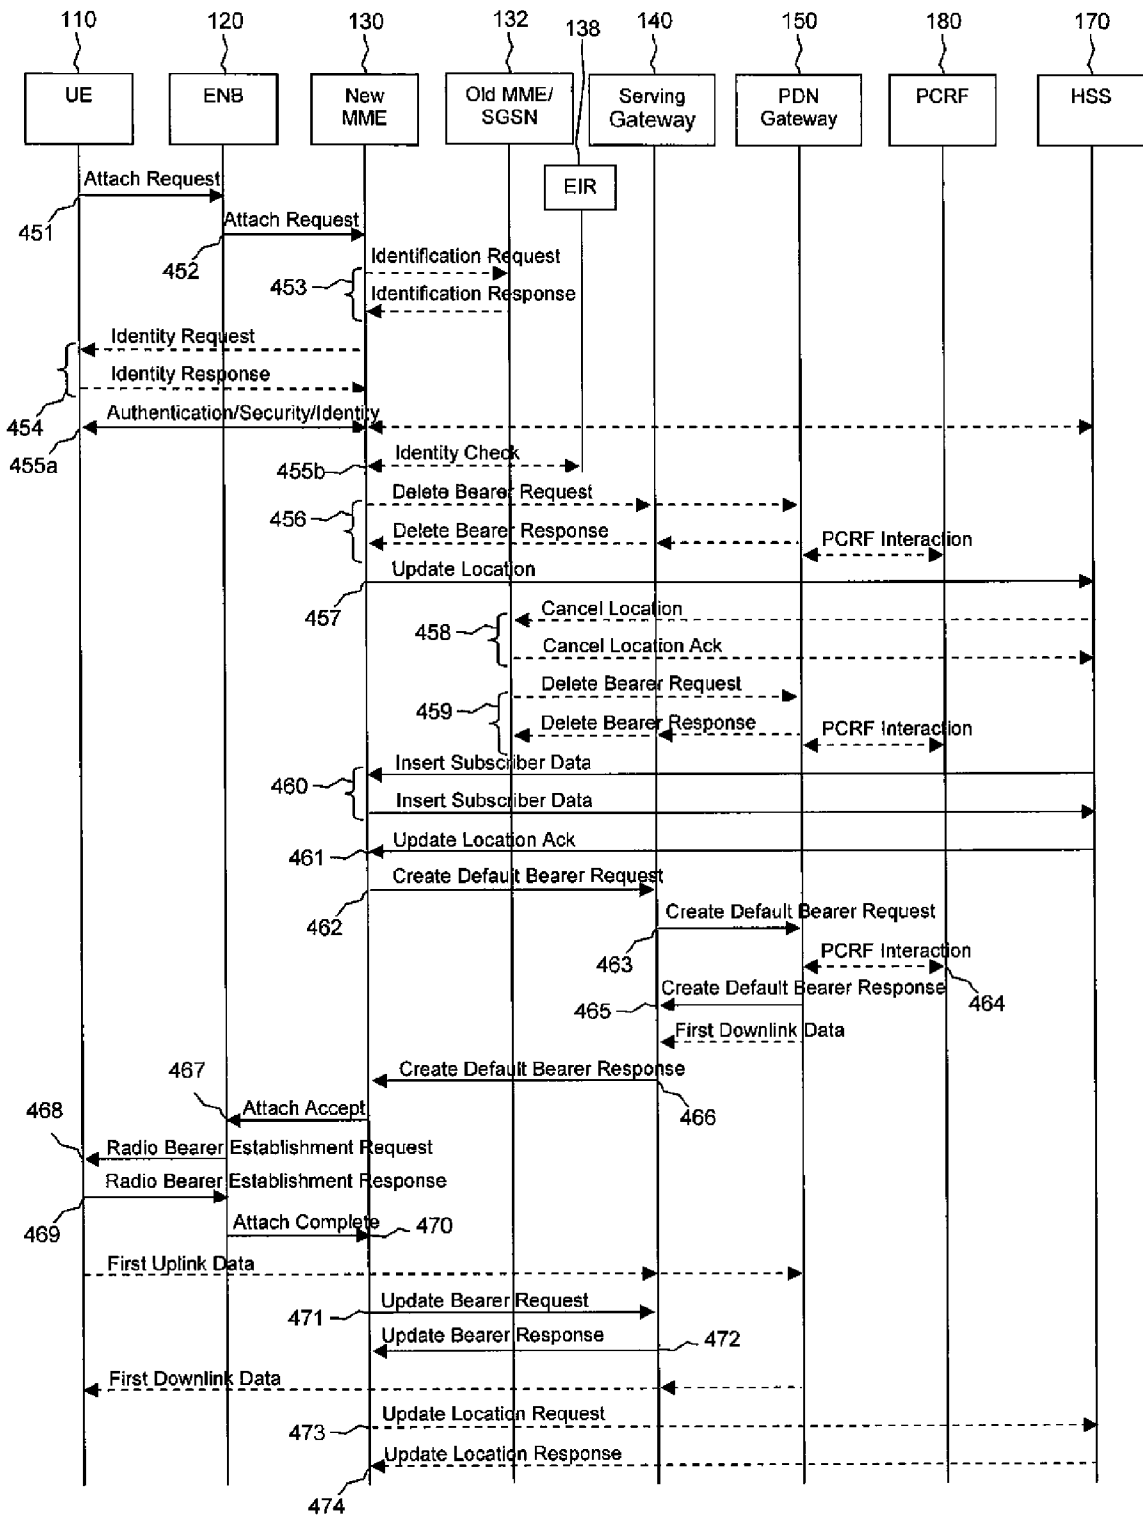 110 120 130 132 138 140 150 180 170
UE
ENB
New
MME
Old MME/
SGSN
Serving
Gateway
PDN
Gateway
PCRF
HSS
EIR
Attach Request
451
Attach Request
452
Identification Request
453
Identification Response
Identity Request
Identity Response
454
Authentication/Security/Identity
455a
Identity Check
455b
Delete Bearer Request
456
Delete Bearer Response
PCRF Interaction
Update Location
457
Cancel Location
458
Cancel Location Ack
Delete Bearer Request
459
Delete Bearer Response
PCRF Interaction
Insert Subscriber Data
460
Insert Subscriber Data
Update Location Ack
461
Create Default Bearer Request
462
Create Default Bearer Request
463
PCRF Interaction
464
Create Default Bearer Response
465
First Downlink Data
Create Default Bearer Response
466
467
Attach Accept
468
Radio Bearer Establishment Request
Radio Bearer Establishment Response
469
Attach Complete
470
First Uplink Data
Update Bearer Request
471
Update Bearer Response
472
First Downlink Data
Update Location Request
473
Update Location Response
474